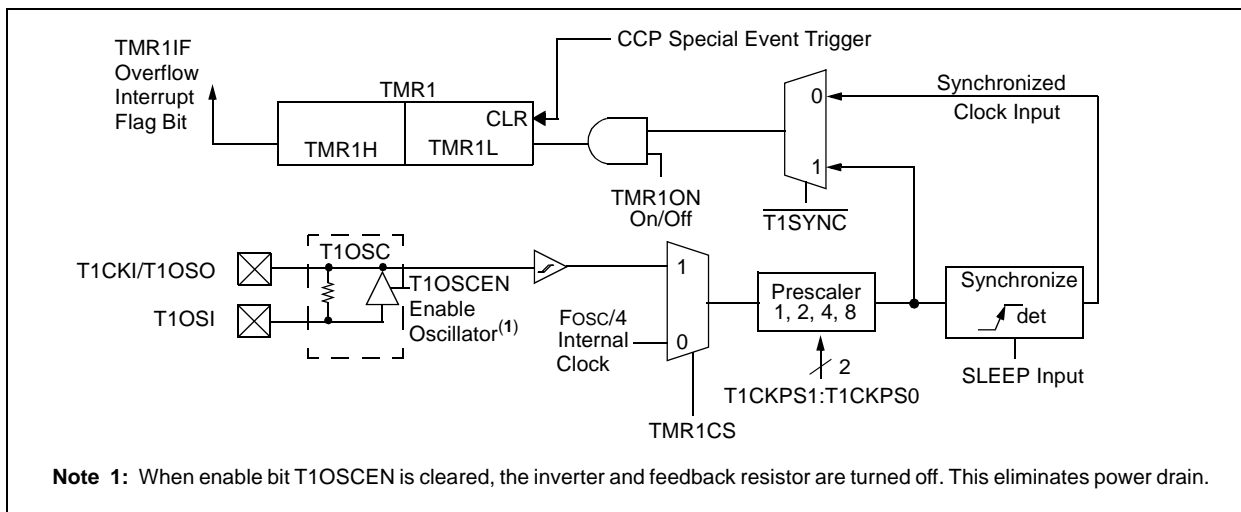 TMR1IF
Overflow
Interrupt
Flag Bit
CCP Special Event Trigger
TMR1
CLR
TMR1H
TMR1L
TMR1ON
On/Off
0
1
T1SYNC
Synchronized
Clock Input
T1CKI/T1OSO
T1OSI
T1OSC
T1OSCEN
Enable
Oscillator(1)
FOSC/4
Internal
Clock
1
0
TMR1CS
Prescaler
1, 2, 4, 8
2
T1CKPS1:T1CKPS0
Synchronize
det
SLEEP Input
Note 1: When enable bit T1OSCEN is cleared, the inverter and feedback resistor are turned off. This eliminates power drain.